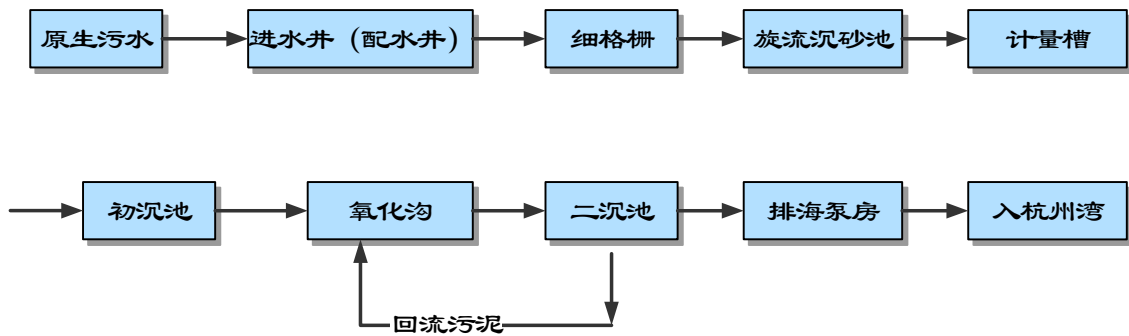 原生污水
进水井（配水井）
细格栅
旋流沉砂池
计量槽
初沉池
氧化沟
二沉池
排海泵房
入杭州湾
回流污泥